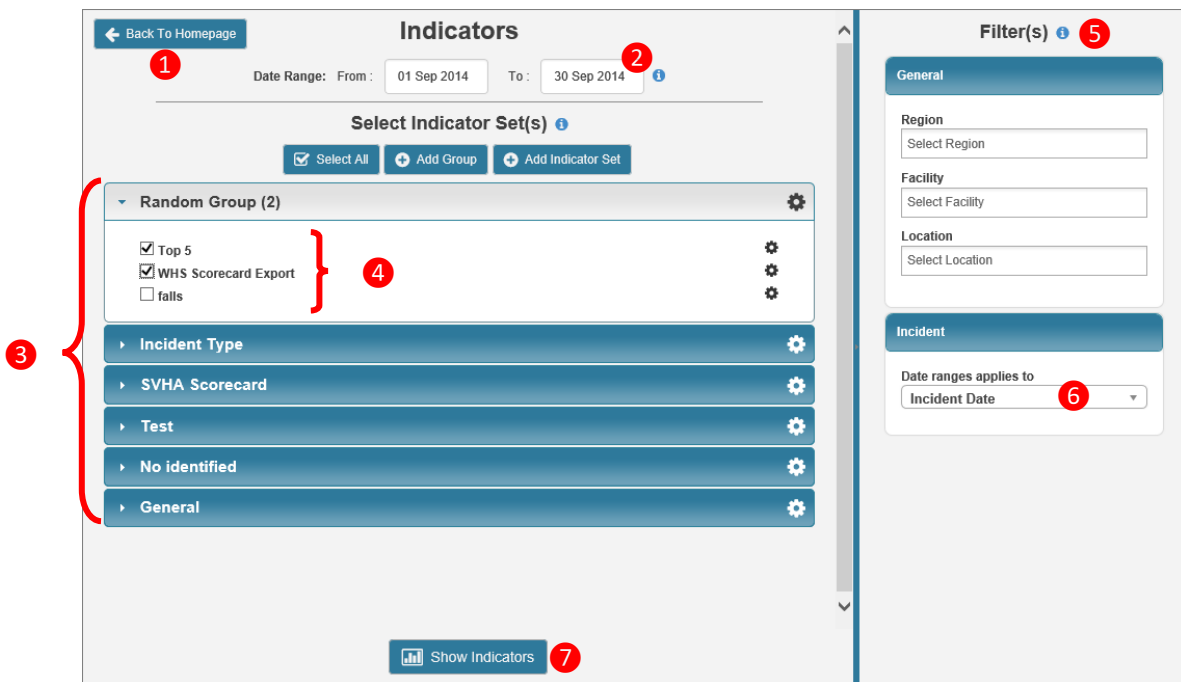 Back To Homepage
Indicators
1
2
Date Range: From : 01 Sep 2014 To : 30 Sep 2014
Select Indicator Set(s)
Select All Add Group Add Indicator Set
3
Random Group (2)
Top 5
WHS Scorecard Export
falls
4
Incident Type
SVHA Scorecard
Test
No identified
General
Show Indicators 7
Filter(s) 5
General
Region
Select Region
Facility
Select Facility
Location
Select Location
Incident
Date ranges applies to
Incident Date 6